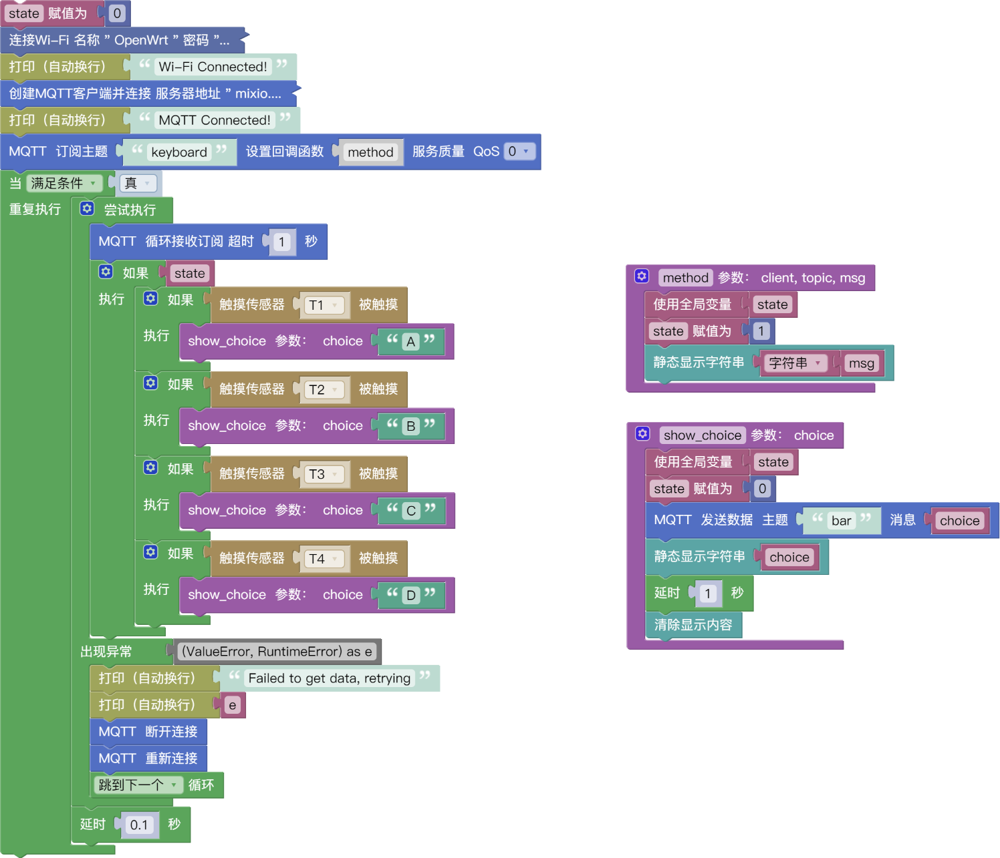 state 赋值为 0
连接Wi-Fi 名称 ” OpenWrt ” 密码 ”...
打印（自动换行） “ Wi-Fi Connected! ”
创建MQTT客户端并连接 服务器地址 ” mixio....
打印（自动换行） “ MQTT Connected! ”
MQTT 订阅主题 “ keyboard ” 设置回调函数 method 服务质量 QoS 0
当 满足条件 真
重复执行 尝试执行
MQTT 循环接收订阅 超时 1 秒
如果 state
执行 如果 触摸传感器 T1 被触摸
执行 show_choice 参数： choice “ A ”
如果 触摸传感器 T2 被触摸
执行 show_choice 参数： choice “ B ”
如果 触摸传感器 T3 被触摸
执行 show_choice 参数： choice “ C ”
如果 触摸传感器 T4 被触摸
执行 show_choice 参数： choice “ D ”
出现异常 (ValueError, RuntimeError) as e
打印（自动换行） “ Failed to get data, retrying ”
打印（自动换行） e
MQTT 断开连接
MQTT 重新连接
跳到下一个 循环
延时 0.1 秒
method 参数： client, topic, msg
使用全局变量 state
state 赋值为 1
静态显示字符串 字符串 msg
show_choice 参数： choice
使用全局变量 state
state 赋值为 0
MQTT 发送数据 主题 “ bar ” 消息 choice
静态显示字符串 choice
延时 1 秒
清除显示内容